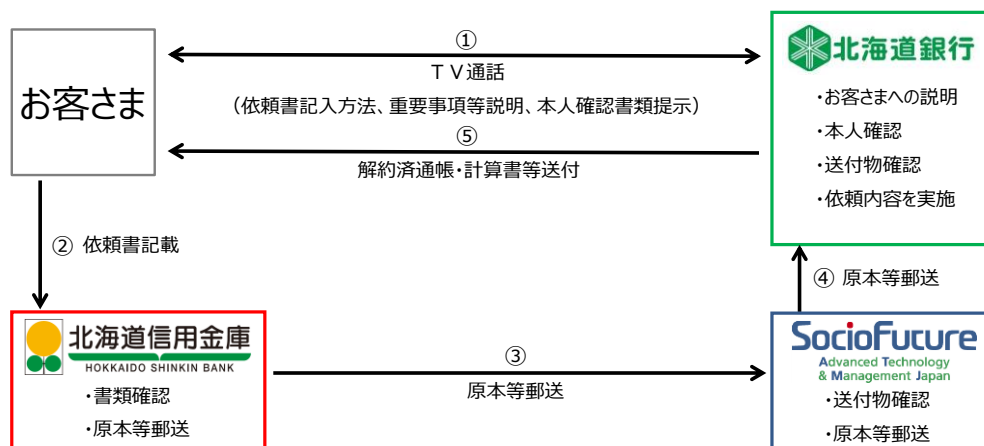 ①
ＴＶ通話
（依頼書記入方法、重要事項等説明、本人確認書類提示）
お客さま
北海道銀行
・お客さまへの説明
・本人確認
・送付物確認
・依頼内容を実施
⑤
解約済通帳・計算書等送付
② 依頼書記載
④ 原本等郵送
北海道信用金庫
HOKKAIDO SHINKIN BANK
・書類確認
・原本等郵送
③
原本等郵送
SocioFuture
Advanced Technology
& Management Japan
・送付物確認
・原本等郵送